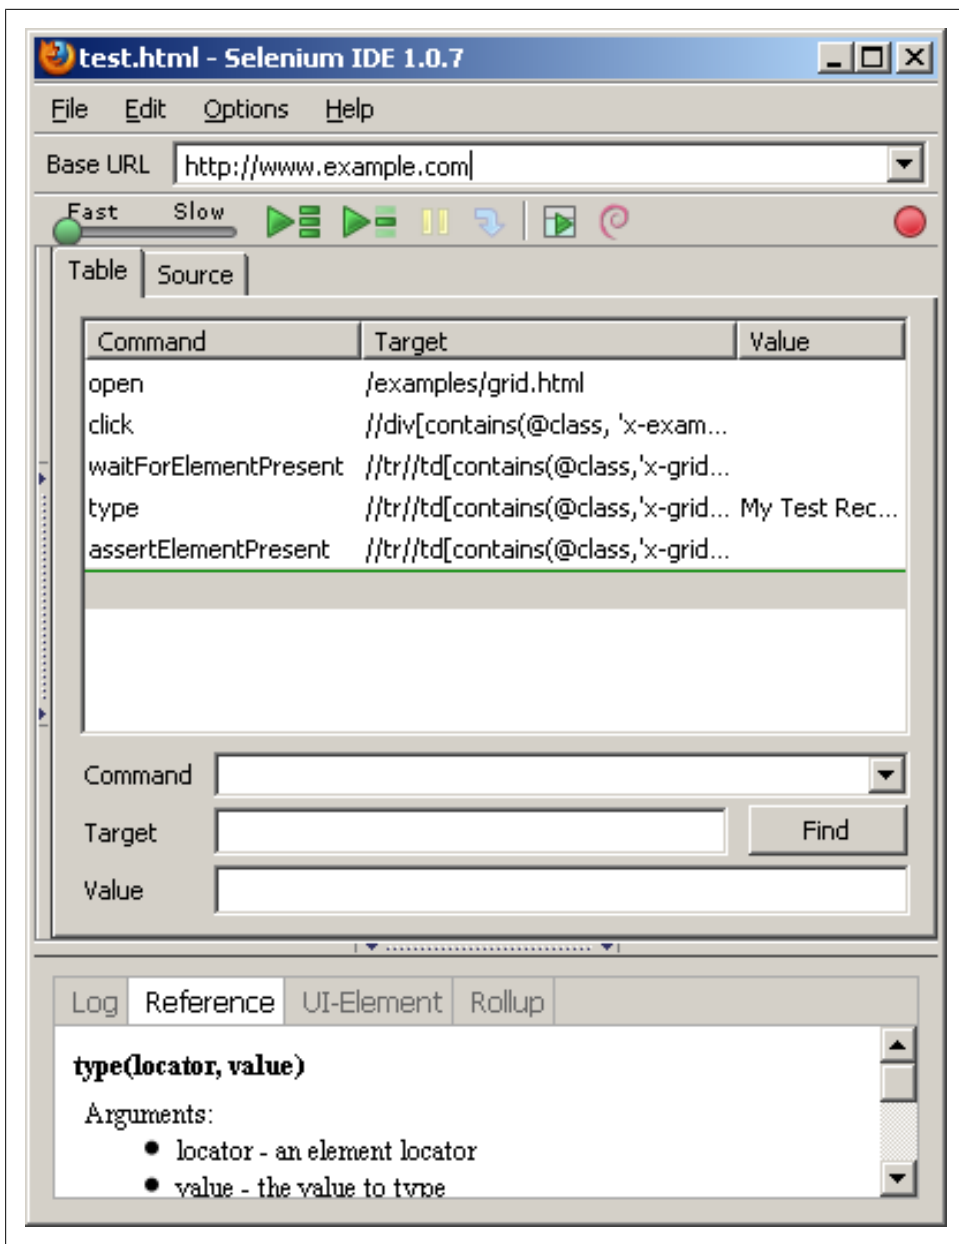 test.html - Selenium IDE 1.0.7
File Edit Options Help
Base URL http://www.example.com
Fast Slow
Table Source
Command Target Value
open /examples/grid.html
click //div[contains(@class, 'x-exam...
waitForElementPresent //tr//td[contains(@class,'x-grid...
type //tr//td[contains(@class,'x-grid... My Test Rec...
assertElementPresent //tr//td[contains(@class,'x-grid...
Command
Target Find
Value
Log Reference UI-Element Rollup
type(locator, value)
Arguments:
• locator - an element locator
• value - the value to type